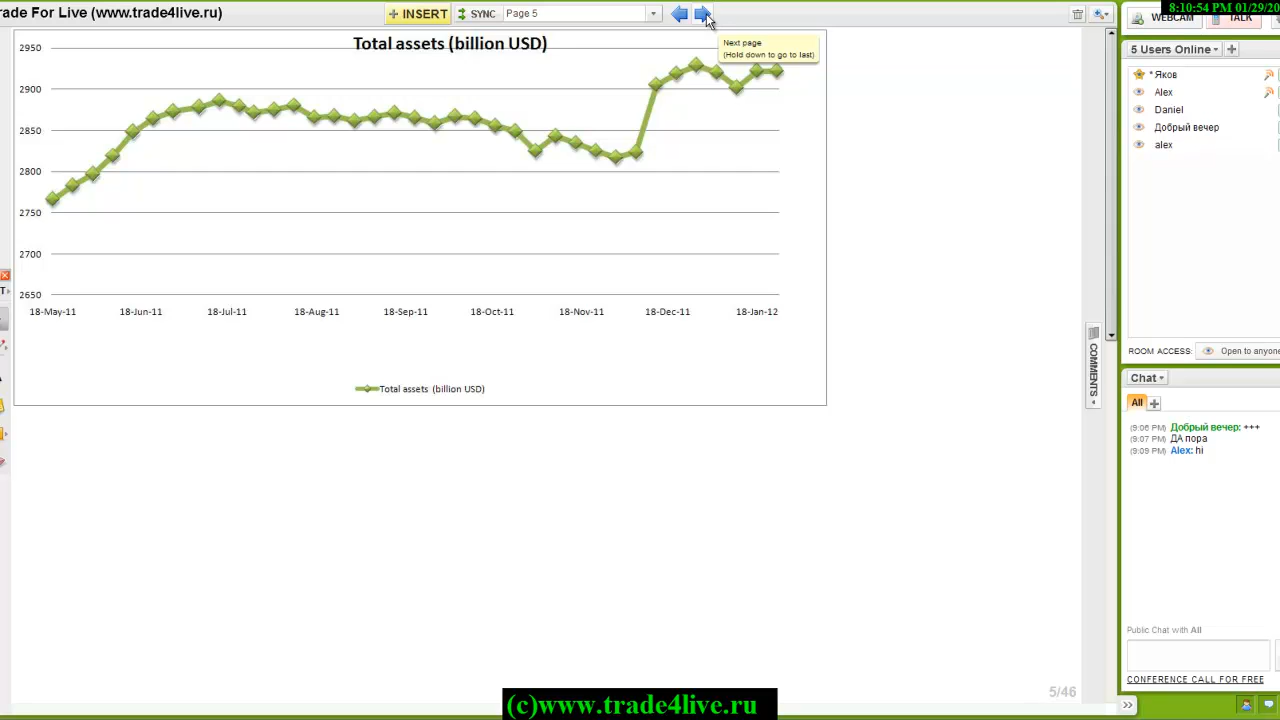 rade For Live (www.trade4live.ru)
INSERT
SYNC
Page 5
8:10:54 PM 01/29/20
WEBCAM
TALK
Next page
(Hold down to go to last)
Total assets (billion USD)
2950
2900
2850
2800
2750
2700
2650
18-May-11 18-Jun-11 18-Jul-11 18-Aug-11 18-Sep-11 18-Oct-11 18-Nov-11 18-Dec-11 18-Jan-12
Total assets (billion USD)
COMMENTS
5/46
5 Users Online
* Яков
Alex
Daniel
Добрый вечер
alex
ROOM ACCESS: Open to anyone
Chat
All
(9:06 PM) Добрый вечер: +++
(9:07 PM) ДА пора
(9:09 PM) Alex: hi
Public Chat with All
CONFERENCE CALL FOR FREE
(c)www.trade4live.ru